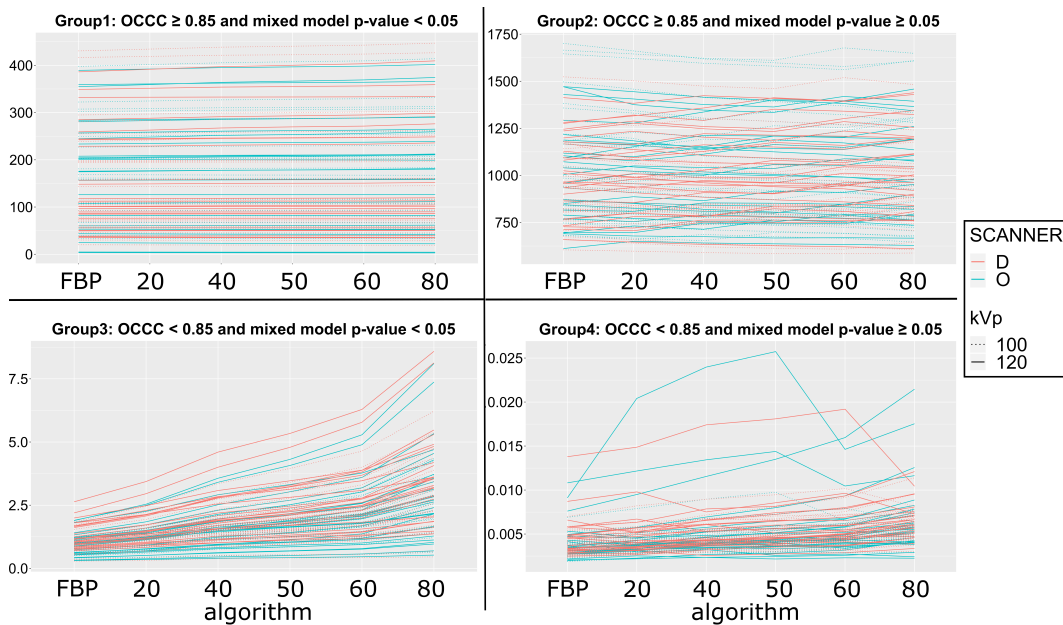 Group1: OCCC ≥ 0.85 and mixed model p-value < 0.05
400
300
200
100
0
FBP 20 40 50 60 80
Group2: OCCC ≥ 0.85 and mixed model p-value ≥ 0.05
1750
1500
1250
1000
750
FBP 20 40 50 60 80
Group3: OCCC < 0.85 and mixed model p-value < 0.05
7.5
5.0
2.5
0.0
FBP 20 40 50 60 80
algorithm
Group4: OCCC < 0.85 and mixed model p-value ≥ 0.05
0.025
0.020
0.015
0.010
0.005
FBP 20 40 50 60 80
algorithm
SCANNER
D
O
kVp
100
120